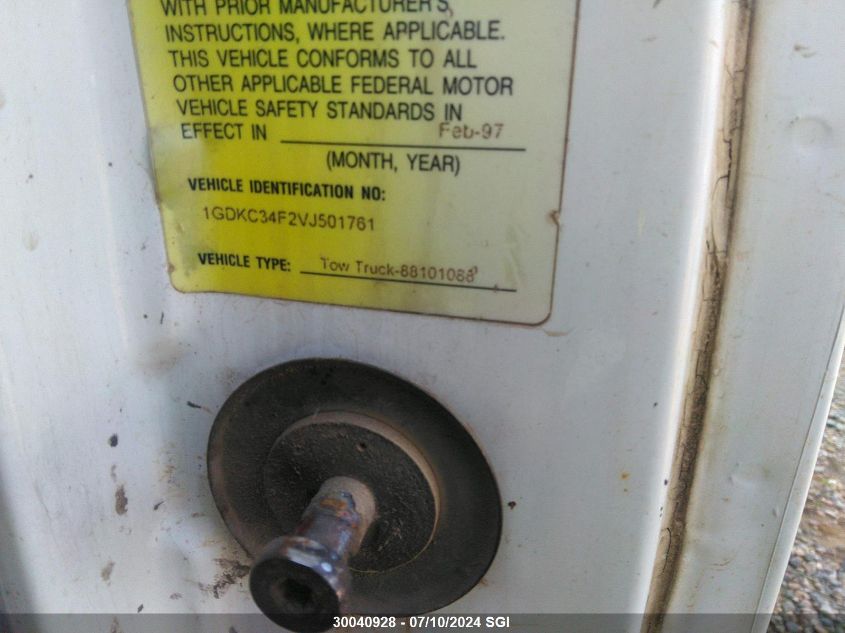 WITH PRIOR MANUFACTURER'S,
INSTRUCTIONS, WHERE APPLICABLE.
THIS VEHICLE CONFORMS TO ALL
OTHER APPLICABLE FEDERAL MOTOR
VEHICLE SAFETY STANDARDS IN
EFFECT IN Feb-97
(MONTH, YEAR)
VEHICLE IDENTIFICATION NO:
1GDKC34F2VJ501761
VEHICLE TYPE: Tow Truck-88101088
30040928 - 07/10/2024 SGI